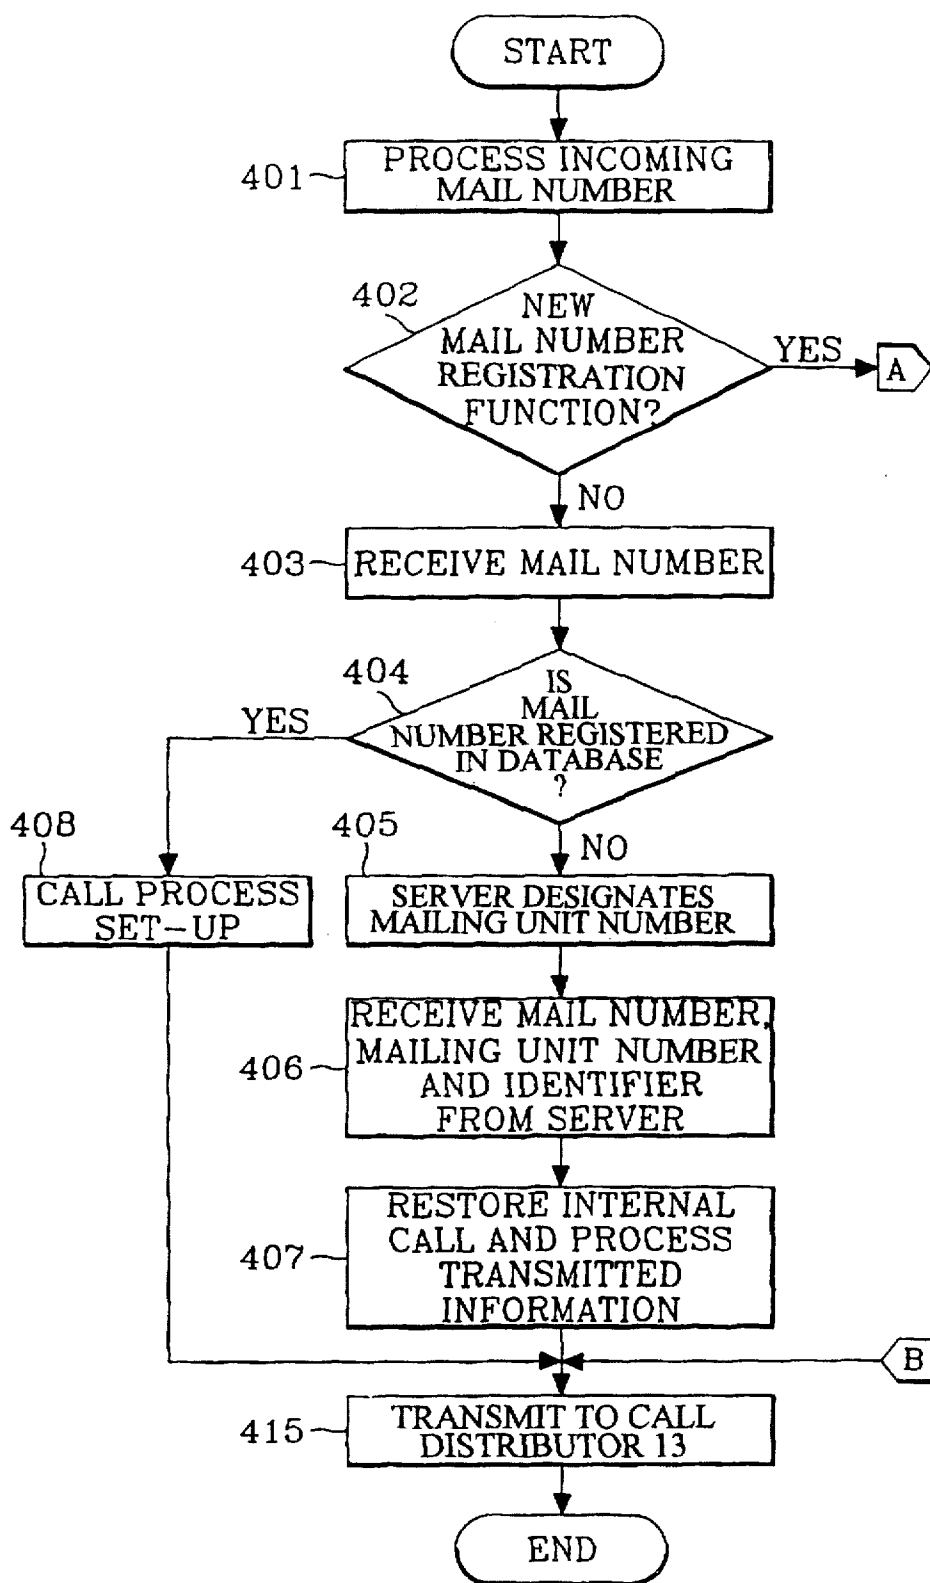 START
401
PROCESS INCOMING
MAIL NUMBER
402
NEW
MAIL NUMBER
REGISTRATION
FUNCTION?
YES
A
NO
403
RECEIVE MAIL NUMBER
404
IS
MAIL
NUMBER REGISTERED
IN DATABASE
?
YES
NO
408
CALL PROCESS
SET-UP
405
SERVER DESIGNATES
MAILING UNIT NUMBER
406
RECEIVE MAIL NUMBER,
MAILING UNIT NUMBER
AND IDENTIFIER
FROM SERVER
407
RESTORE INTERNAL
CALL AND PROCESS
TRANSMITTED
INFORMATION
B
415
TRANSMIT TO CALL
DISTRIBUTOR 13
END